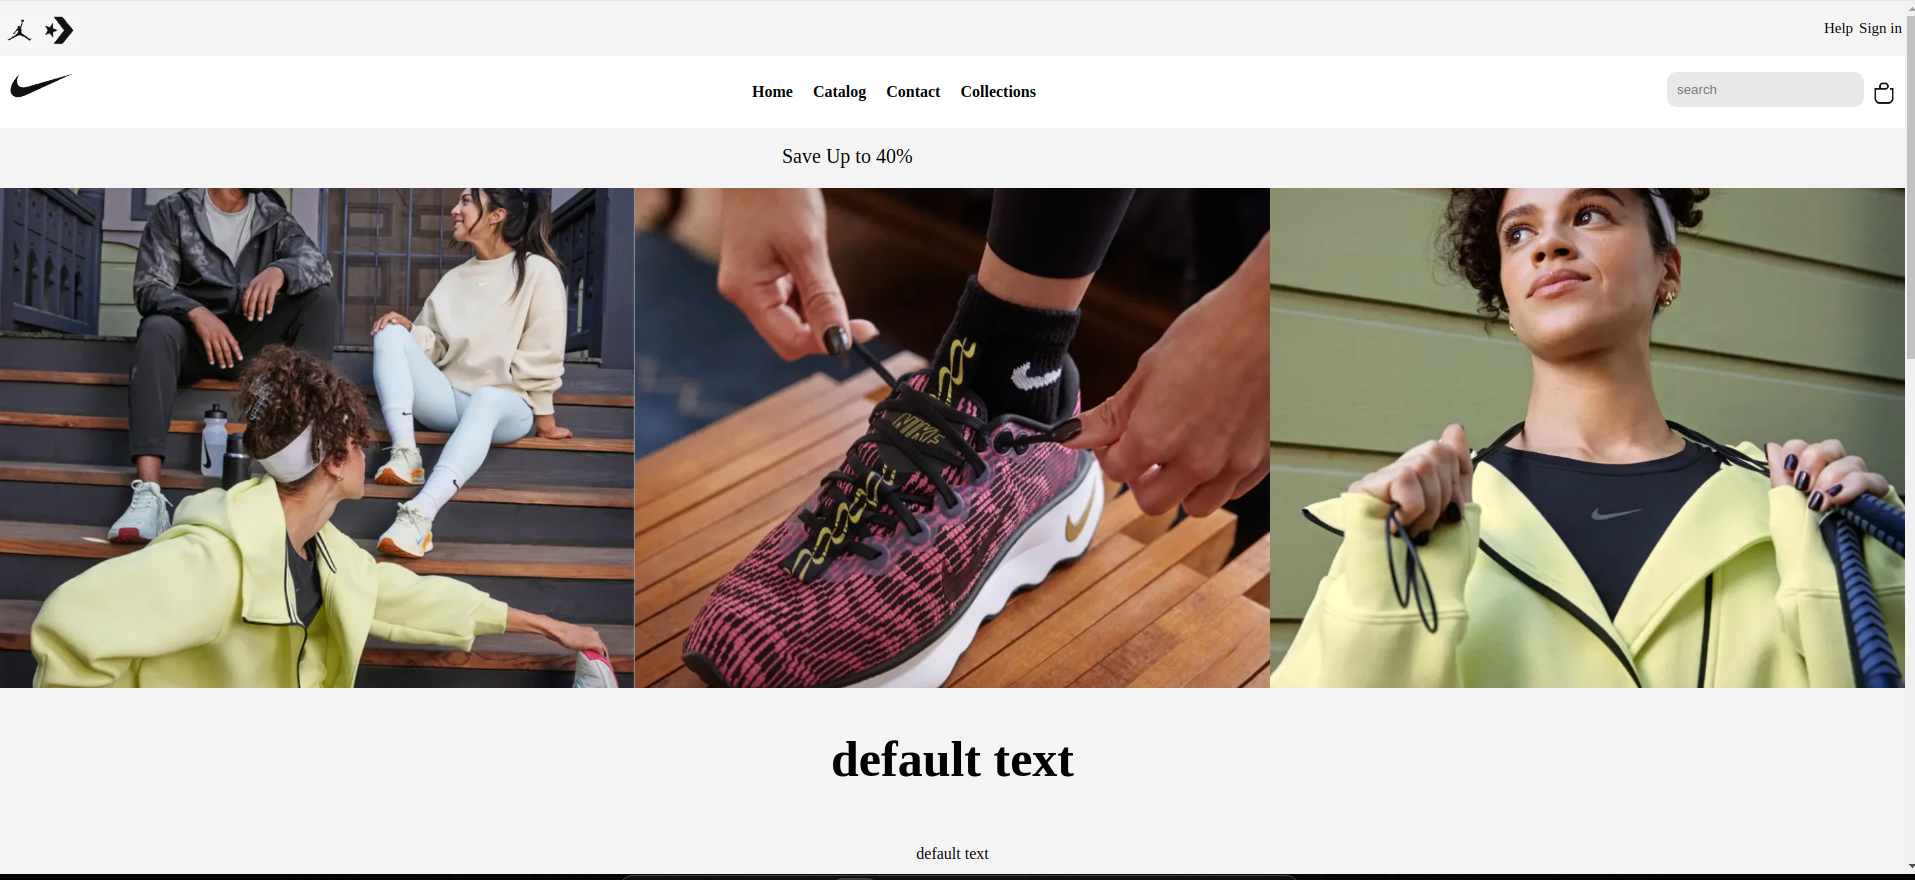 Help Sign in
Home Catalog Contact Collections
search
Save Up to 40%
NIKE
default text
default text